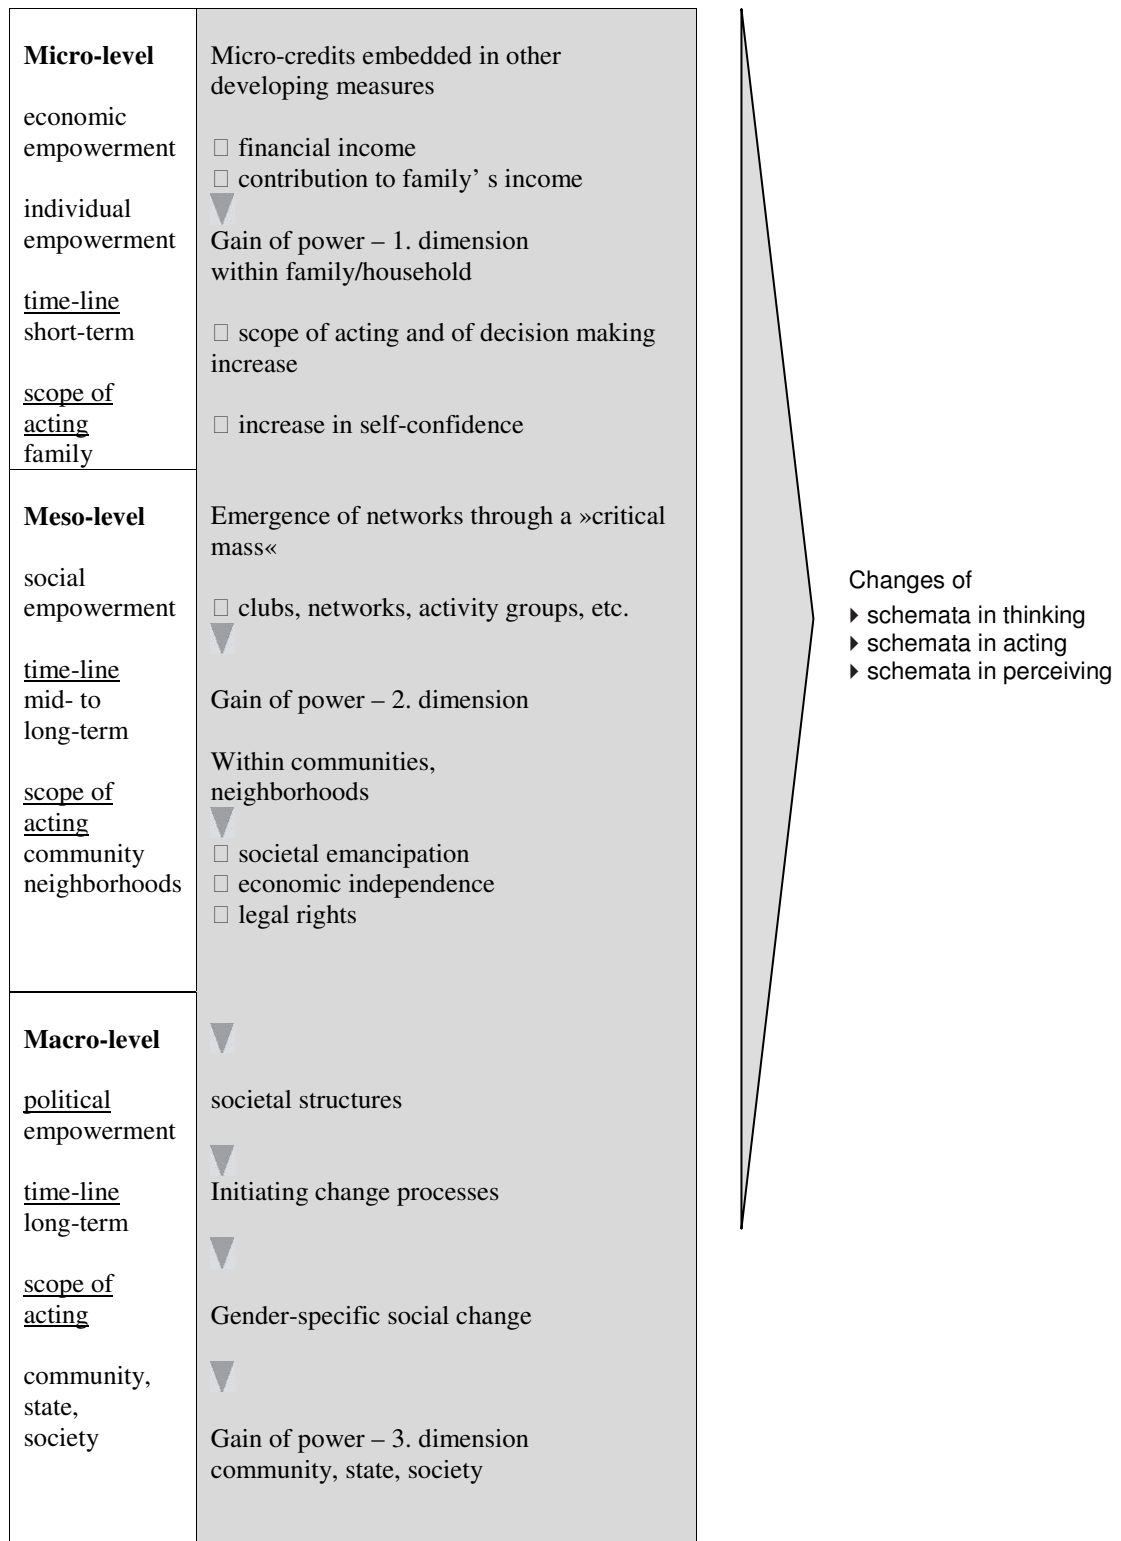 Micro-level
economic
empowerment
individual
empowerment
time-line
short-term
scope of
acting
family
Micro-credits embedded in other
developing measures
□ financial income
□ contribution to family’ s income
Gain of power – 1. dimension
within family/household
□ scope of acting and of decision making
increase
□ increase in self-confidence
Meso-level
social
empowerment
time-line
mid- to
long-term
scope of
acting
community
neighborhoods
Emergence of networks through a »critical
mass«
□ clubs, networks, activity groups, etc.
Gain of power – 2. dimension
Within communities,
neighborhoods
□ societal emancipation
□ economic independence
□ legal rights
Macro-level
political
empowerment
time-line
long-term
scope of
acting
community,
state,
society
societal structures
Initiating change processes
Gender-specific social change
Gain of power – 3. dimension
community, state, society
Changes of
schemata in thinking
schemata in acting
schemata in perceiving